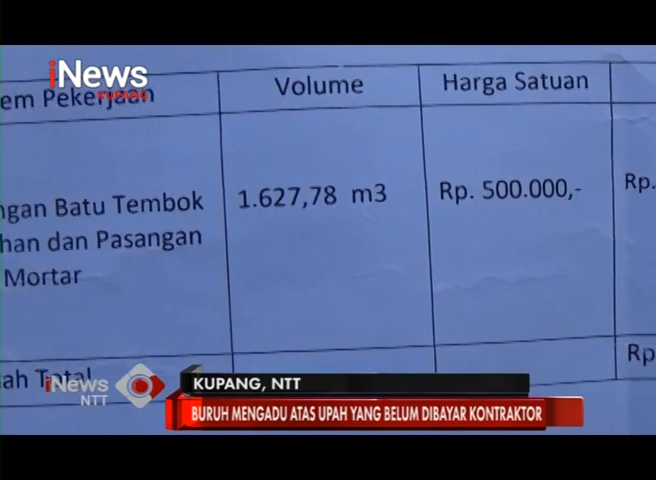 iNews
KUPANG
em Pekerjaan
Volume
Harga Satuan
ngan Batu Tembok
1.627,78 m3
Rp. 500.000,-
Rp.
han dan Pasangan
Mortar
ah Total
Rp
iNews
NTT
KUPANG, NTT
BURUH MENGADU ATAS UPAH YANG BELUM DIBAYAR KONTRAKTOR